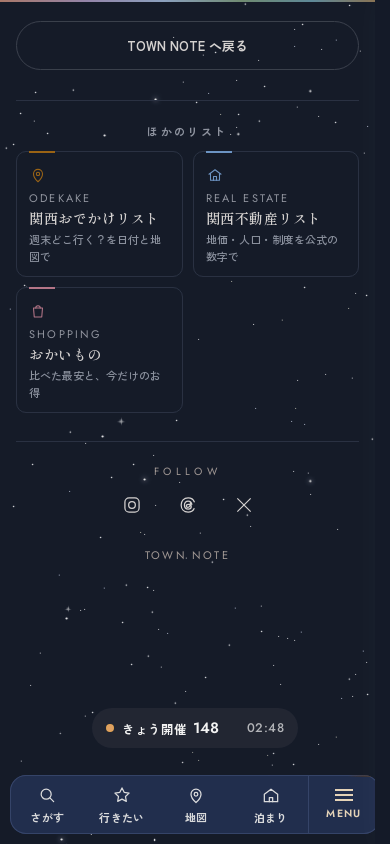 TOWN NOTE へ戻る
ほかのリスト
ODEKAKE
関西おでかけリスト
週末どこ行く？を日付と地
図で
REAL ESTATE
関西不動産リスト
地価・人口・制度を公式の
数字で
SHOPPING
おかいもの
比べた最安と、今だけのお
得
FOLLOW
TOWN NOTE
きょう開催 148 02:48
さがす
行きたい
地図
泊まり
MENU